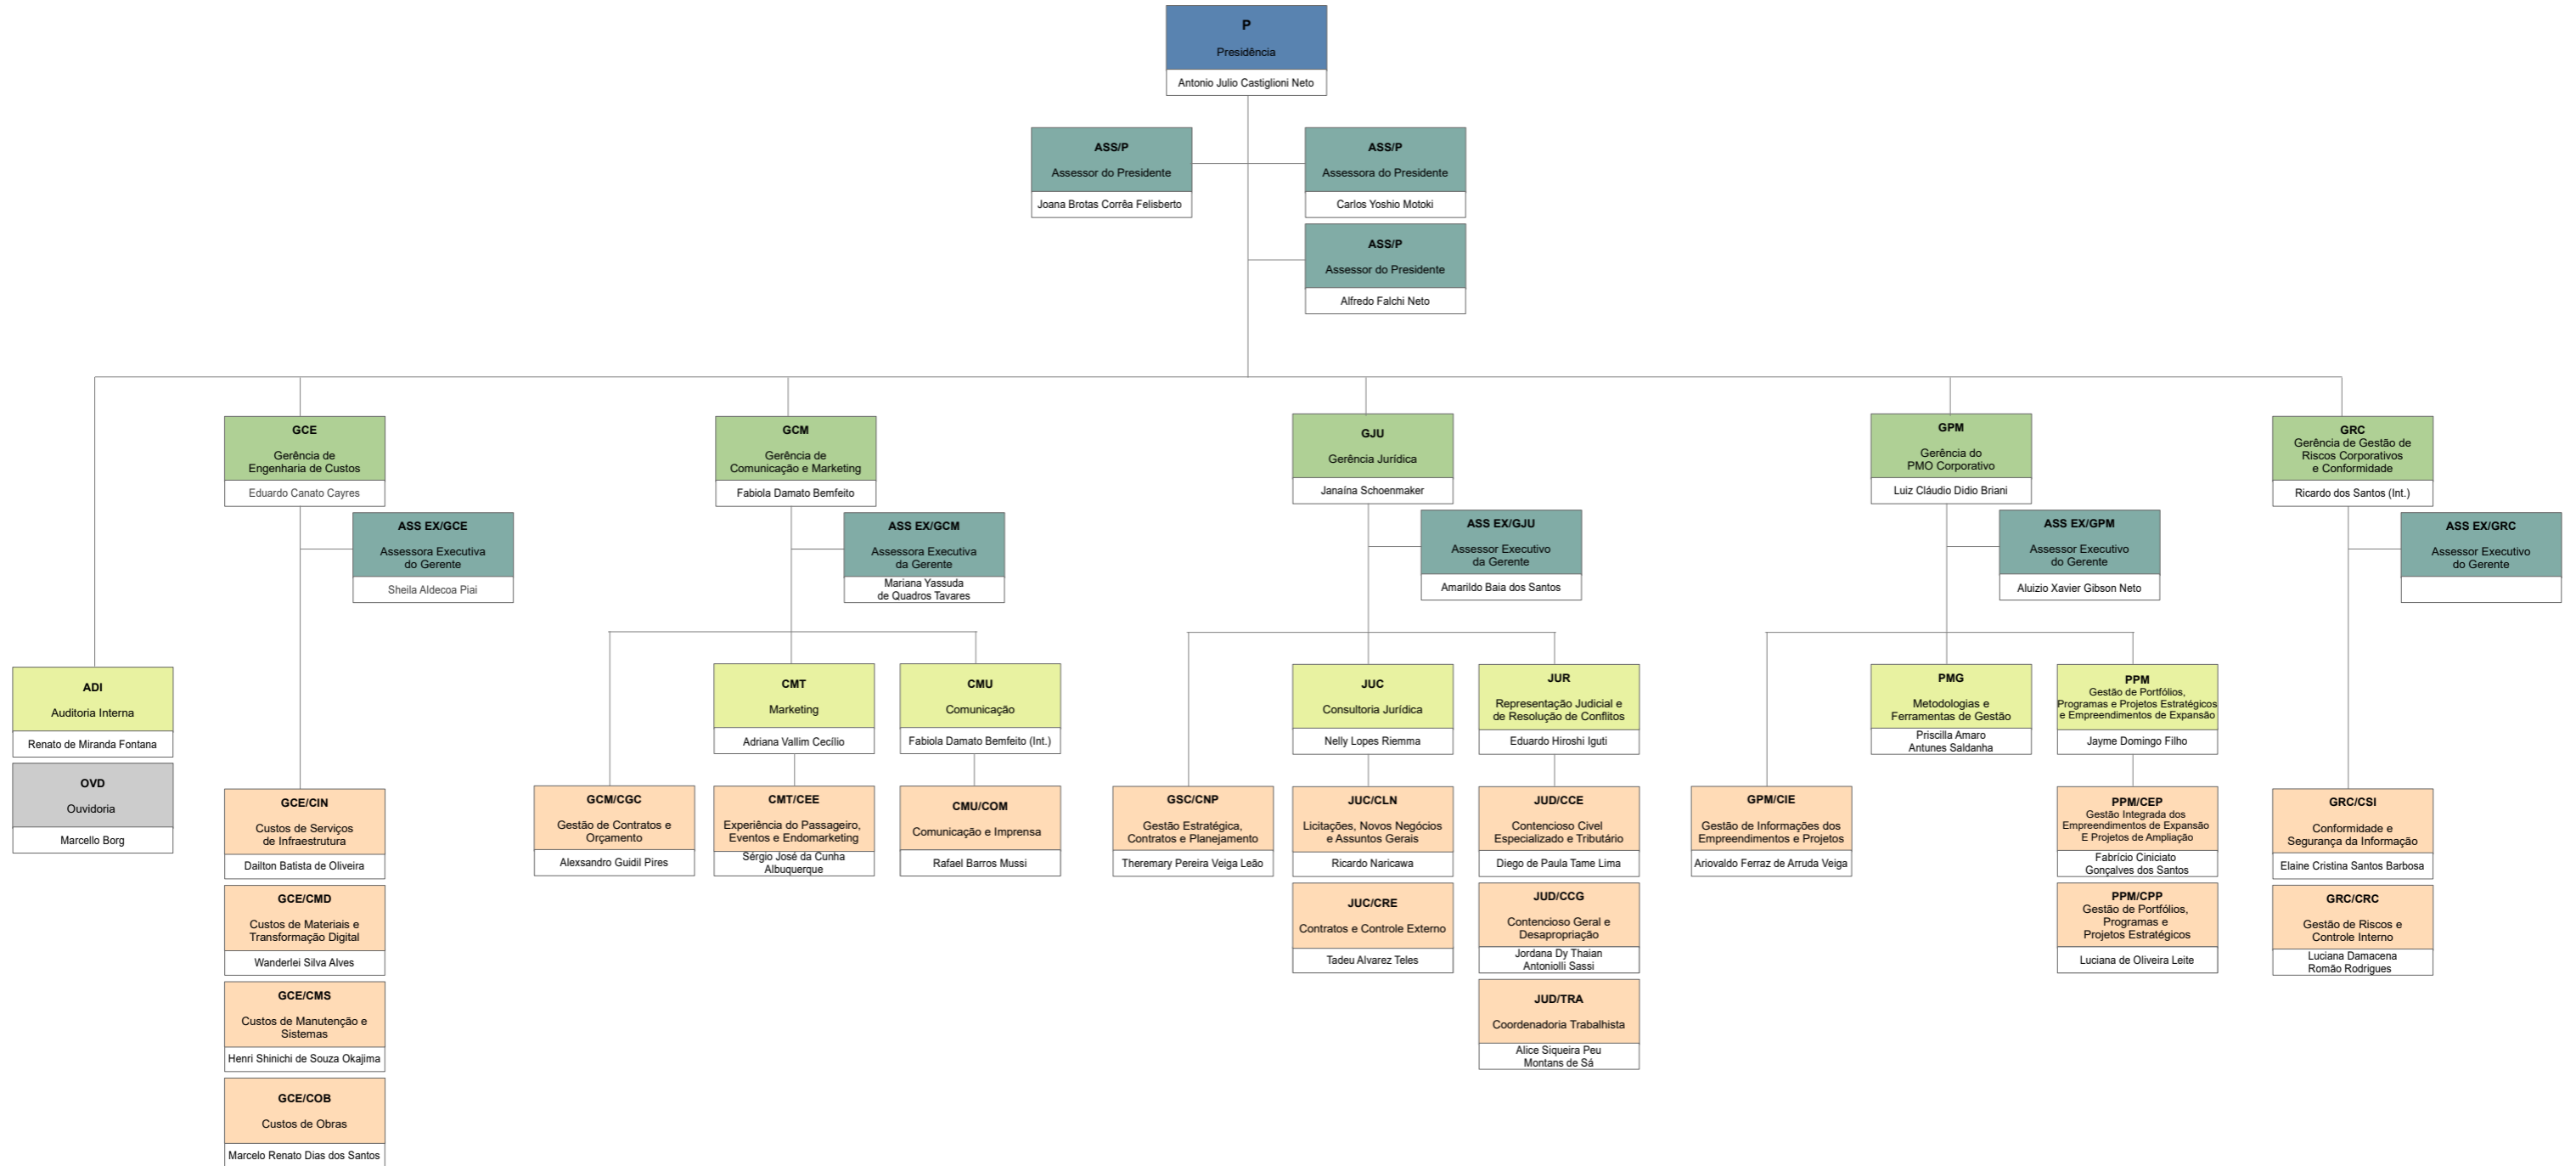 P
Presidência
Antonio Julio Castiglioni Neto
ASS/P
Assessor do Presidente
Joana Brotas Corrêa Felisberto
ASS/P
Assessora do Presidente
Carlos Yoshio Motoki
ASS/P
Assessor do Presidente
Alfredo Falchi Neto
ADI
Auditoria Interna
Renato de Miranda Fontana
OVD
Ouvidoria
Marcello Borg
GCE
Gerência de
Engenharia de Custos
Eduardo Canato Cayres
ASS EX/GCE
Assessora Executiva
do Gerente
Sheila Aldecoa Piai
GCE/CIN
Custos de Serviços
de Infraestrutura
Dailton Batista de Oliveira
GCE/CMD
Custos de Materiais e
Transformação Digital
Wanderlei Silva Alves
GCE/CMS
Custos de Manutenção e
Sistemas
Henri Shinichi de Souza Okajima
GCE/COB
Custos de Obras
Marcelo Renato Dias dos Santos
GCM
Gerência de
Comunicação e Marketing
Fabiola Damato Bemfeito
ASS EX/GCM
Assessora Executiva
da Gerente
Mariana Yassuda
de Quadros Tavares
GCM/CGC
Gestão de Contratos e
Orçamento
Alexsandro Guidil Pires
CMT
Marketing
Adriana Vallim Cecílio
CMT/CEE
Experiência do Passageiro,
Eventos e Endomarketing
Sérgio José da Cunha
Albuquerque
CMU
Comunicação
Fabiola Damato Bemfeito (Int.)
CMU/COM
Comunicação e Imprensa
Rafael Barros Mussi
GJU
Gerência Jurídica
Janaína Schoenmaker
ASS EX/GJU
Assessor Executivo
da Gerente
Amarildo Baia dos Santos
GSC/CNP
Gestão Estratégica,
Contratos e Planejamento
Theremary Pereira Veiga Leão
JUC
Consultoria Jurídica
Nelly Lopes Riemma
JUC/CLN
Licitações, Novos Negócios
e Assuntos Gerais
Ricardo Naricawa
JUC/CRE
Contratos e Controle Externo
Tadeu Alvarez Teles
JUR
Representação Judicial e
de Resolução de Conflitos
Eduardo Hiroshi Iguti
JUD/CCE
Contencioso Civel
Especializado e Tributário
Diego de Paula Tame Lima
JUD/CCG
Contencioso Geral e
Desapropriação
Jordana Dy Thaian
Antoniolli Sassi
JUD/TRA
Coordenadoria Trabalhista
Alice Siqueira Peu
Montans de Sá
GPM
Gerência do
PMO Corporativo
Luiz Cláudio Didio Briani
ASS EX/GPM
Assessor Executivo
do Gerente
Aluizio Xavier Gibson Neto
GPM/CIE
Gestão de Informações dos
Empreendimentos e Projetos
Ariovaldo Ferraz de Arruda Veiga
PMG
Metodologias e
Ferramentas de Gestão
Priscilla Amaro
Antunes Saldanha
PPM
Gestão de Portfólios,
Programas e Projetos Estratégicos
e Empreendimentos de Expansão
Jayme Domingo Filho
PPM/CEP
Gestão Integrada dos
Empreendimentos de Expansão
E Projetos de Ampliação
Fabrício Ciniciato
Gonçalves dos Santos
PPM/CPP
Gestão de Portfólios,
Programas e
Projetos Estratégicos
Luciana de Oliveira Leite
GRC
Gerência de Gestão de
Riscos Corporativos
e Conformidade
Ricardo dos Santos (Int.)
ASS EX/GRC
Assessor Executivo
do Gerente
GRC/CSI
Conformidade e
Segurança da Informação
Elaine Cristina Santos Barbosa
GRC/CRC
Gestão de Riscos e
Controle Interno
Luciana Damacena
Romão Rodrigues